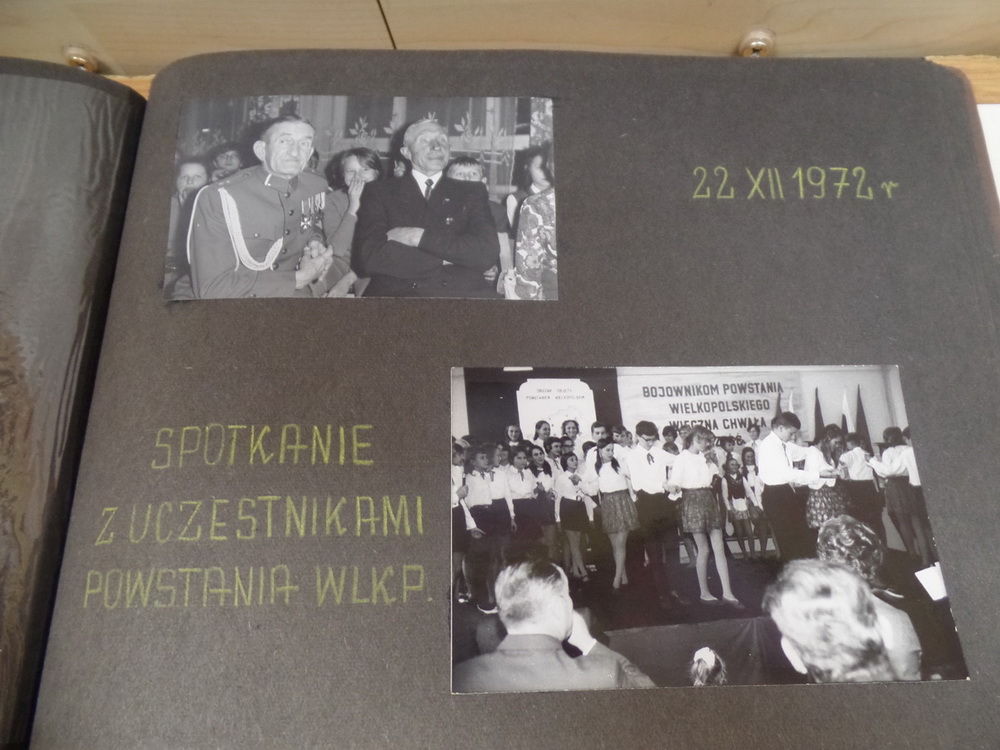 22 XII 1972 r
SPOTKANIE
Z UCZESTNIKAMI
POWSTANIA WLKP.
BOJOWNIKOM POWSTANIA
WIELKOPOLSKIEGO
WIECZNA CHWAŁA